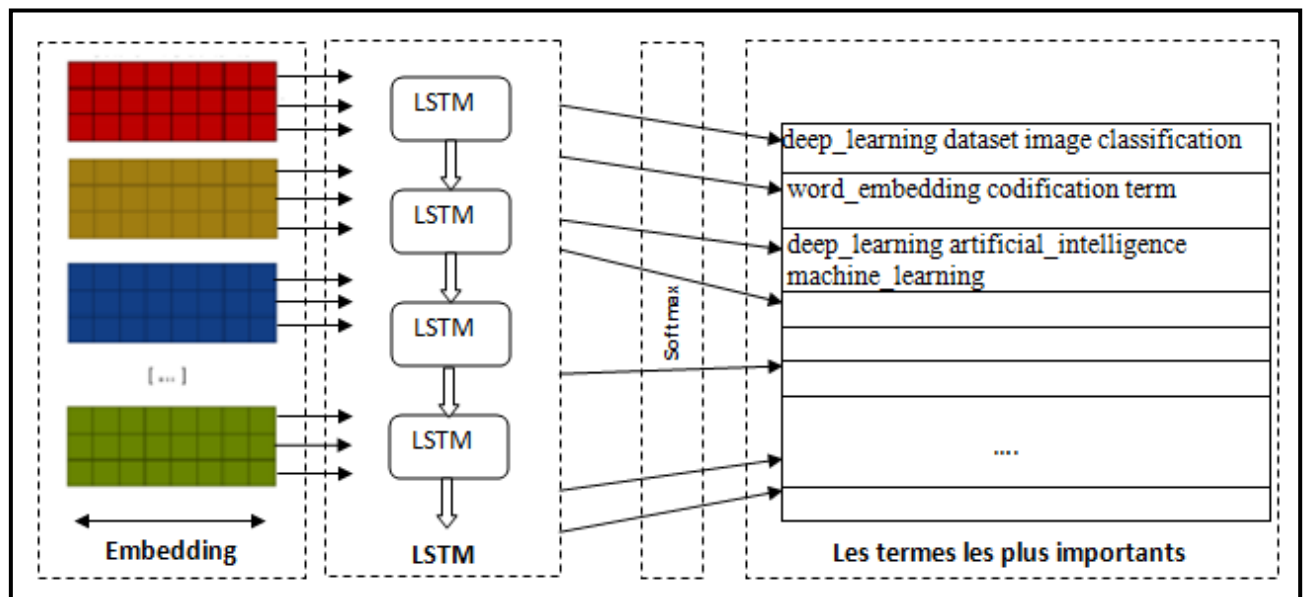 LSTM
LSTM
LSTM
LSTM
[ ... ]
Embedding
LSTM
Softmax
deep_learning dataset image classification
word_embedding codification term
deep_learning artificial_intelligence
machine_learning
....
Les termes les plus importants